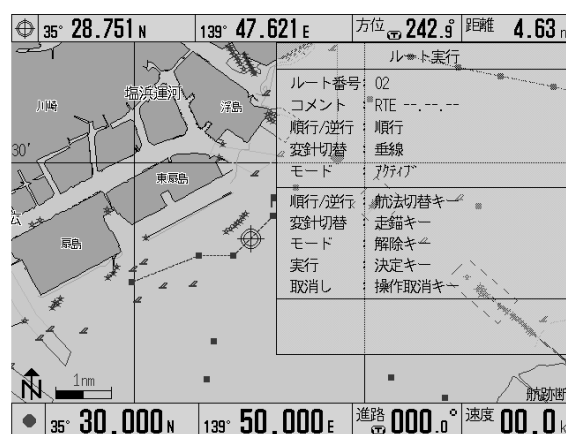 35° 28.751 N 139° 47.621 E 方位 T 242.9° 距離 4.63 n
ルート実行
ルート番号: 02
コメント : RTE --.--.--
順行/逆行 : 順行
変針切替 : 垂線
モード : アクティブ
順行/逆行 : 航法切替キー
変針切替 : 走錨キー
モード : 解除キー
実行 : 決定キー
取消し : 操作取消キー
塩浜運河
川崎
浮島
30'
東扇島
扇島
N
1nm
航跡断
35° 30.000 N 139° 50.000 E 進路 T 000.0° 速度 00.0 k